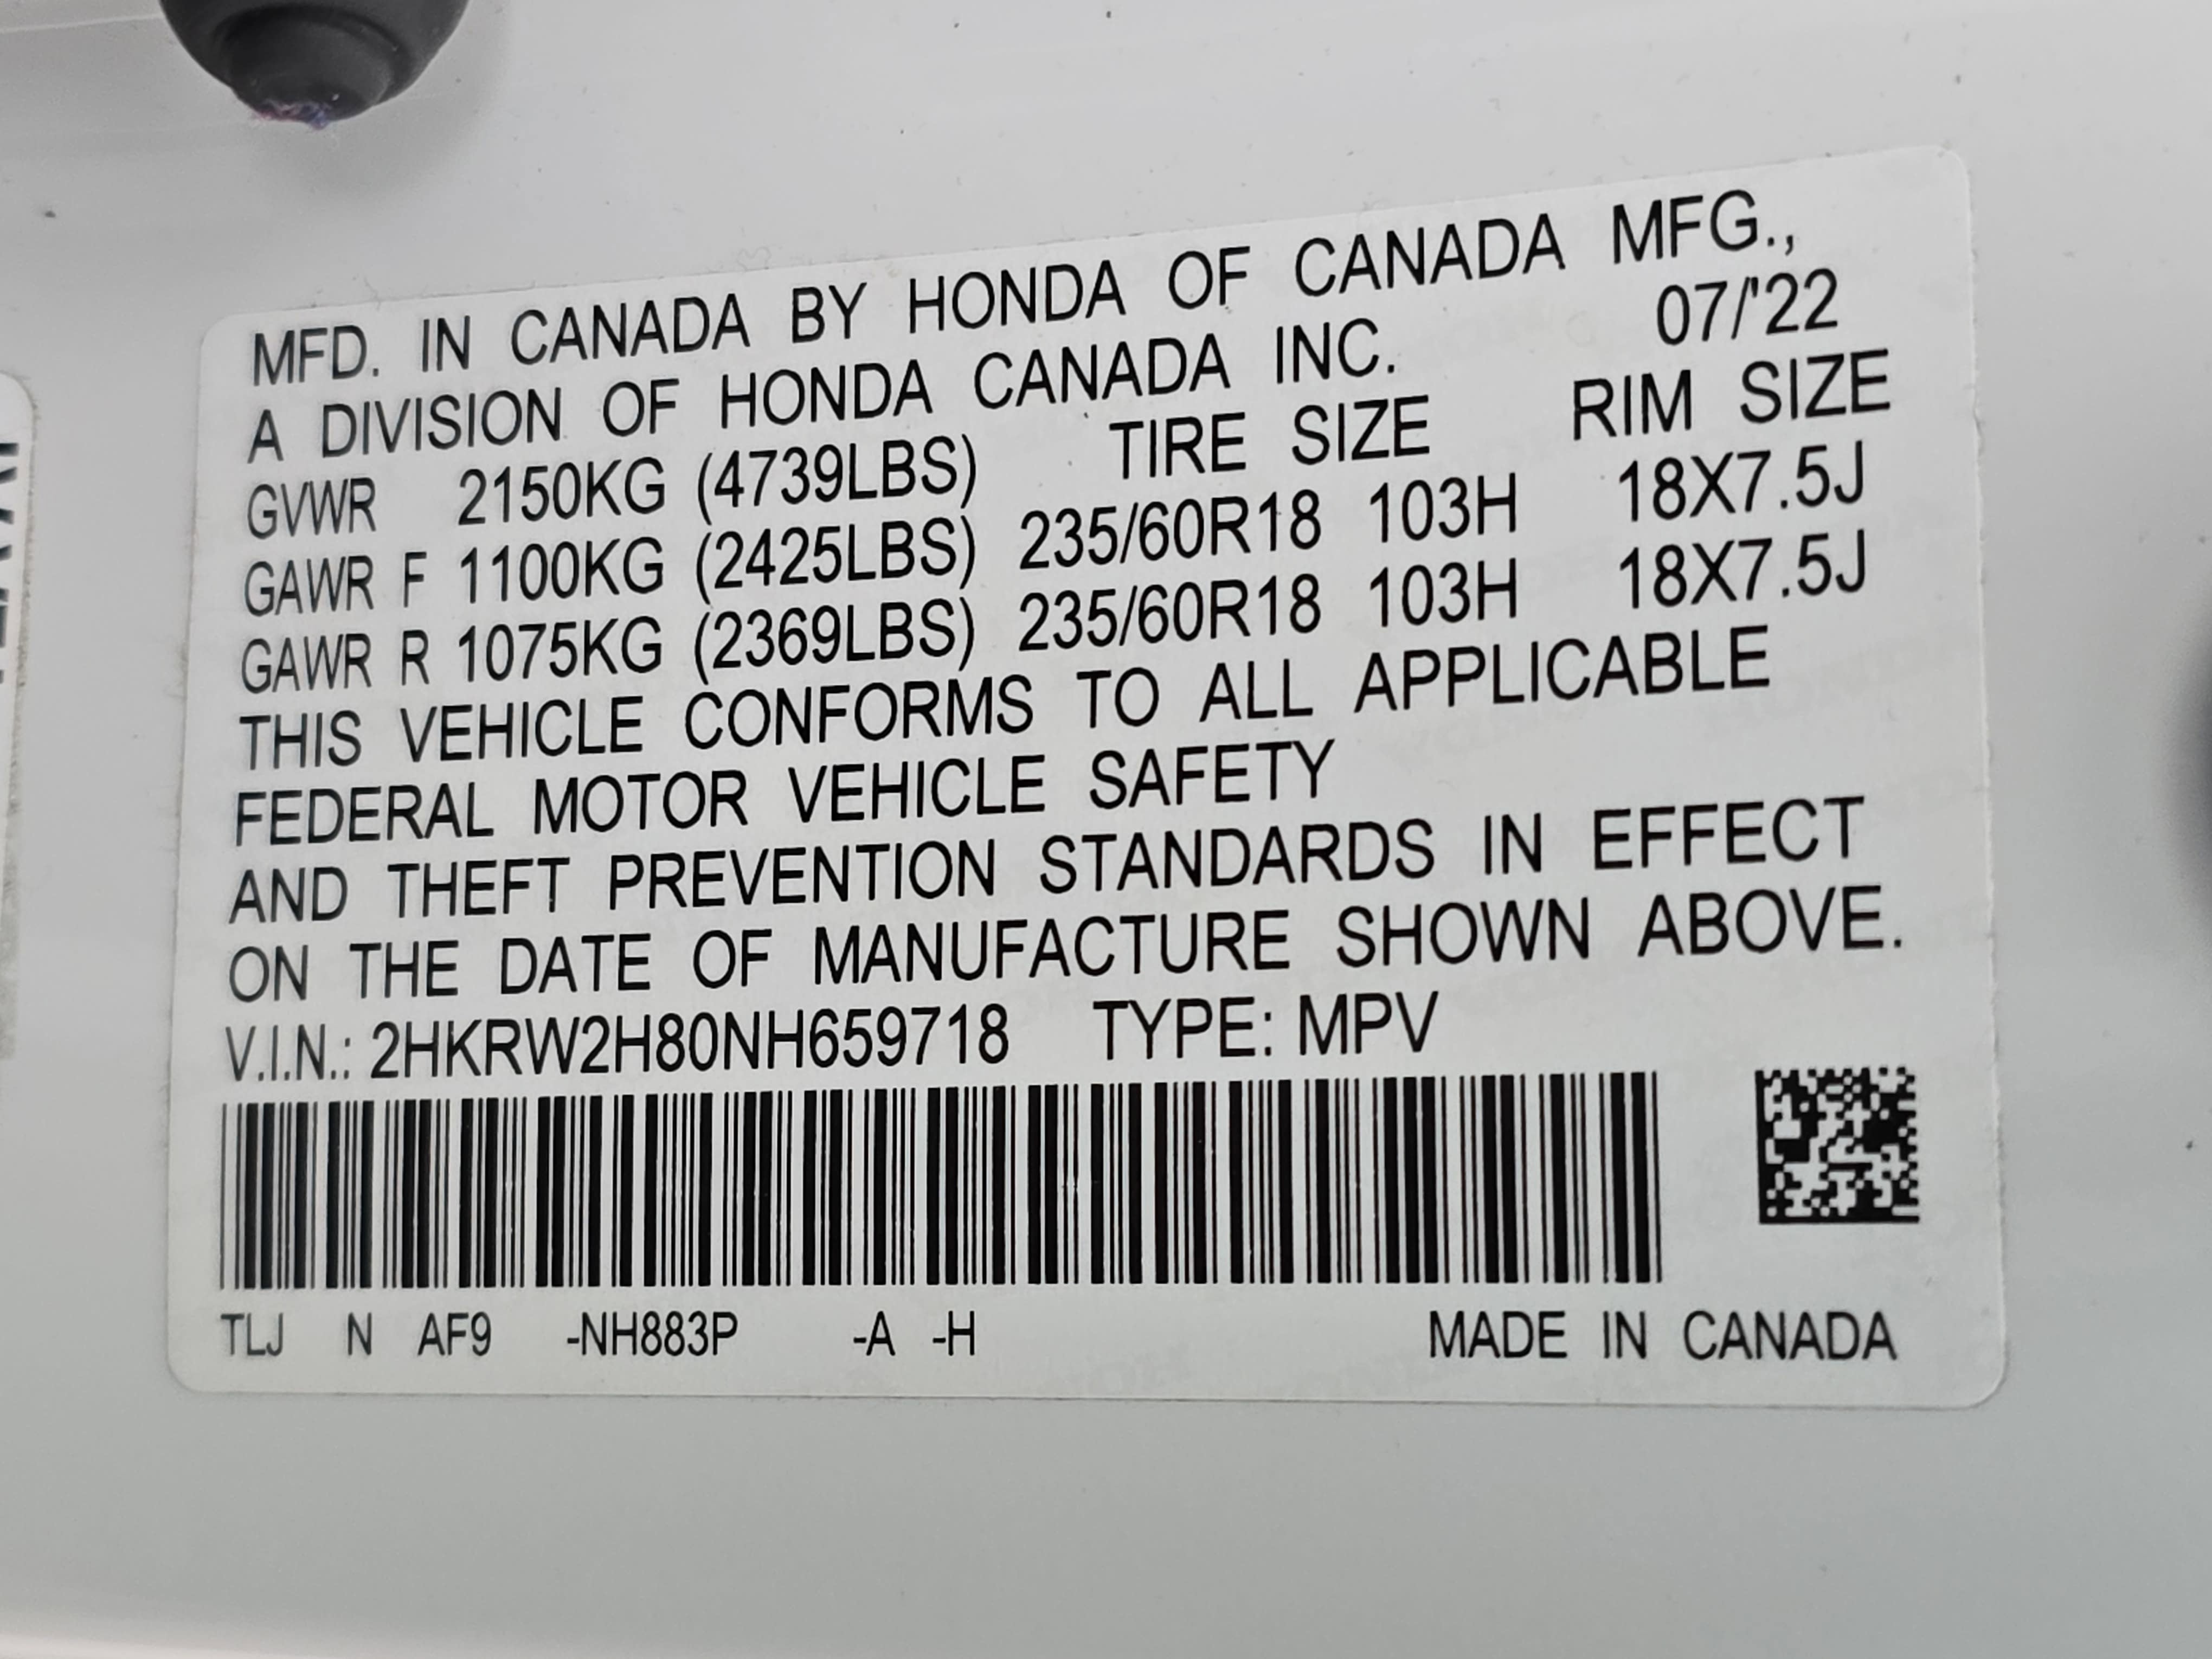 MFD. IN CANADA BY HONDA OF CANADA MFG.,
A DIVISION OF HONDA CANADA INC. 07/'22
GVWR 2150KG (4739LBS) TIRE SIZE RIM SIZE
GAWR F 1100KG (2425LBS) 235/60R18 103H 18X7.5J
GAWR R 1075KG (2369LBS) 235/60R18 103H 18X7.5J
THIS VEHICLE CONFORMS TO ALL APPLICABLE
FEDERAL MOTOR VEHICLE SAFETY
AND THEFT PREVENTION STANDARDS IN EFFECT
ON THE DATE OF MANUFACTURE SHOWN ABOVE.
V.I.N.: 2HKRW2H80NH659718 TYPE: MPV
TLJ N AF9 -NH883P -A -H MADE IN CANADA